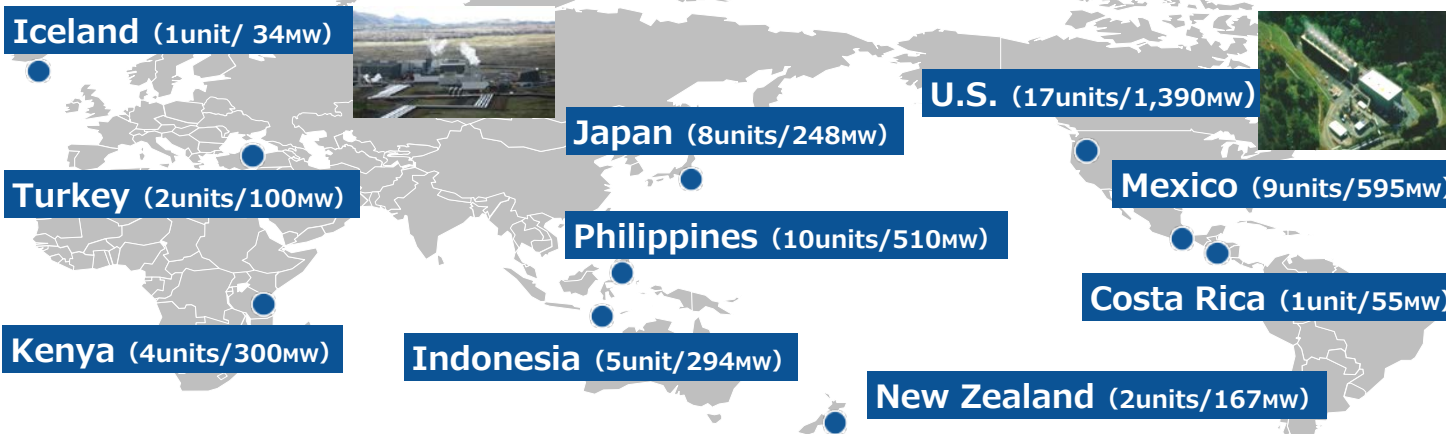 Iceland（1unit/ 34MW）
U.S.（17units/1,390MW）
Japan（8units/248MW）
Turkey（2units/100MW）
Mexico（9units/595MW）
Philippines（10units/510MW）
Costa Rica（1unit/55MW）
Kenya（4units/300MW）
Indonesia（5unit/294MW）
New Zealand（2units/167MW）